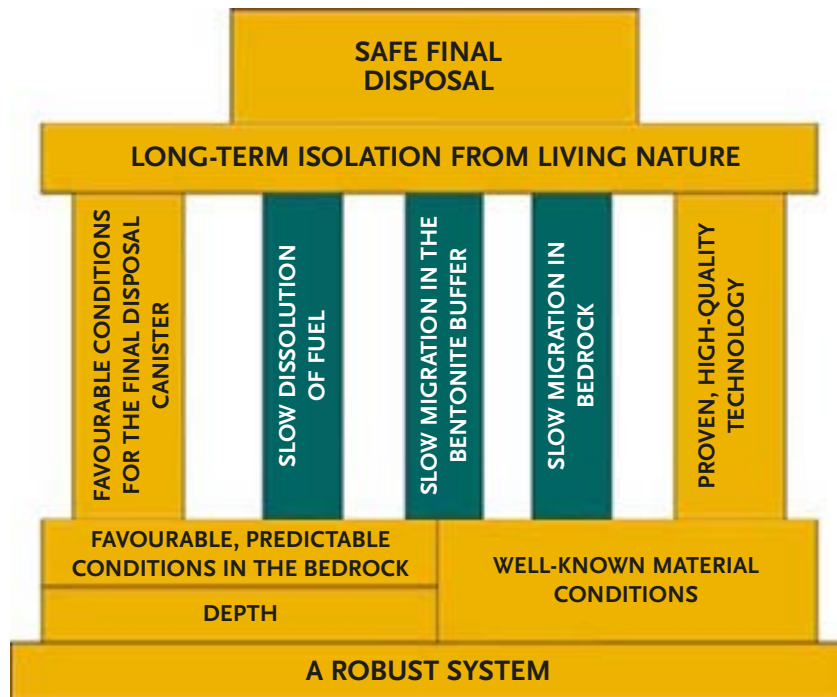 SAFE FINAL
DISPOSAL
LONG-TERM ISOLATION FROM LIVING NATURE
FAVOURABLE CONDITIONS
FOR THE FINAL DISPOSAL
CANISTER
SLOW DISSOLUTION
OF FUEL
SLOW MIGRATION IN THE
BENTONITE BUFFER
SLOW MIGRATION IN
BEDROCK
PROVEN, HIGH-QUALITY
TECHNOLOGY
FAVOURABLE, PREDICTABLE
CONDITIONS IN THE BEDROCK
DEPTH
WELL-KNOWN MATERIAL
CONDITIONS
A ROBUST SYSTEM